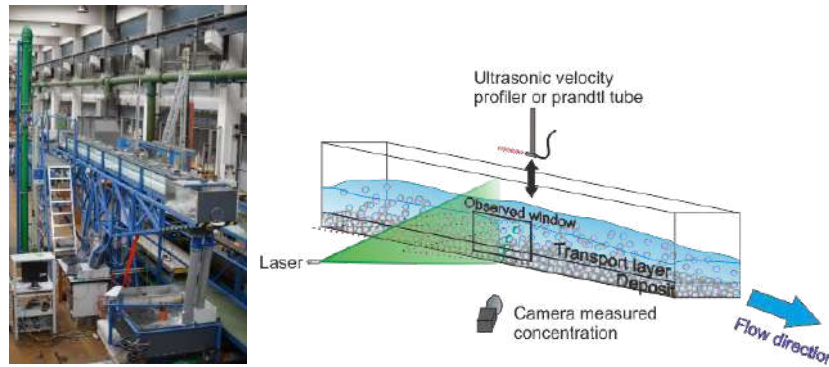 Ultrasonic velocity
profiler or prandtl tube
Observed window
Transport layer
Deposit
Laser
Camera measured
concentration
Flow direction